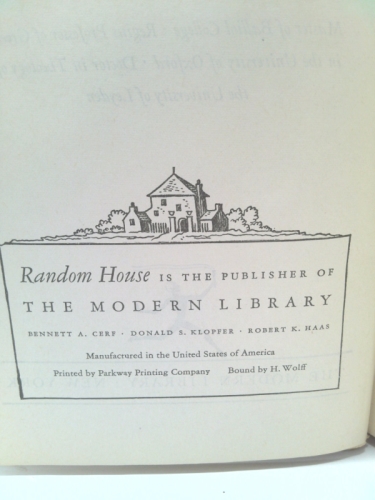 Random House IS THE PUBLISHER OF
THE MODERN LIBRARY
BENNETT A. CERF · DONALD S. KLOPFER · ROBERT K. HAAS
Manufactured in the United States of America
Printed by Parkway Printing Company Bound by H. Wolff